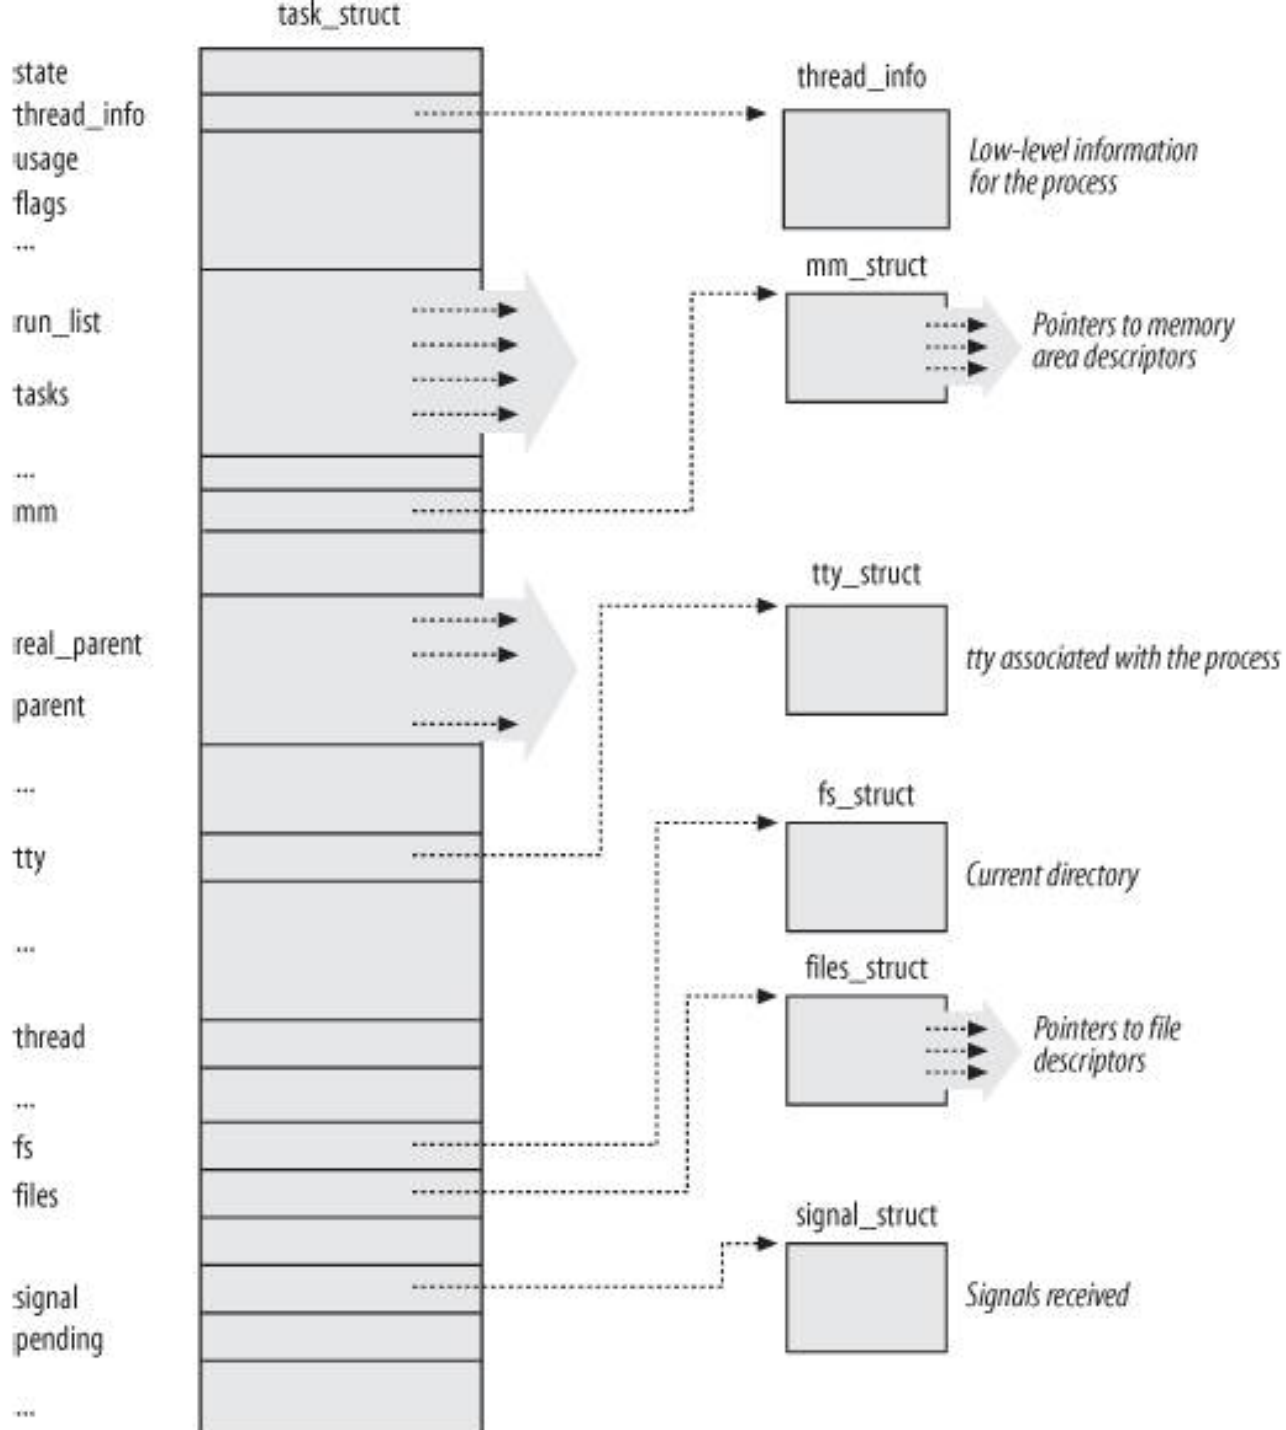 task_struct
state
thread_info
usage
flags
...
run_list
tasks
...
mm
real_parent
parent
...
tty
...
thread
...
fs
files
signal
pending
...
thread_info
Low-level information
for the process
mm_struct
Pointers to memory
area descriptors
tty_struct
tty associated with the process
fs_struct
Current directory
files_struct
Pointers to file
descriptors
signal_struct
Signals received